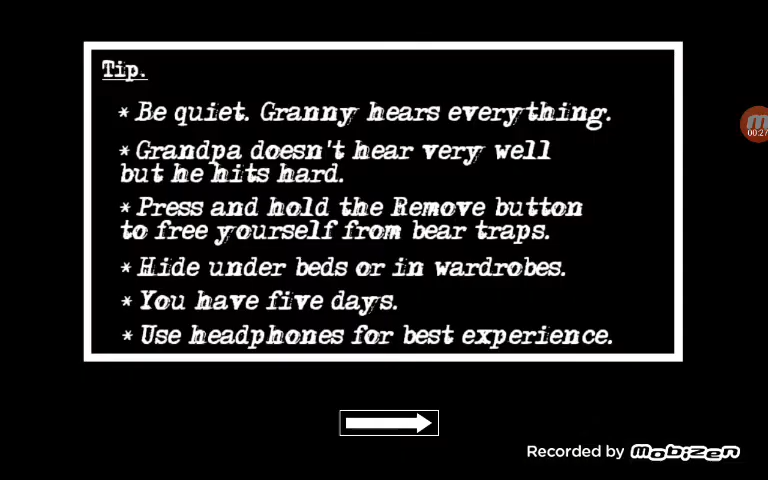 Tip.
* Be quiet. Granny hears everything.
* Grandpa doesn't hear very well
but he hits hard.
* Press and hold the Remove button
to free yourself from bear traps.
* Hide under beds or in wardrobes.
* You have five days.
* Use headphones for best experience.
00:27
Recorded by mobizen